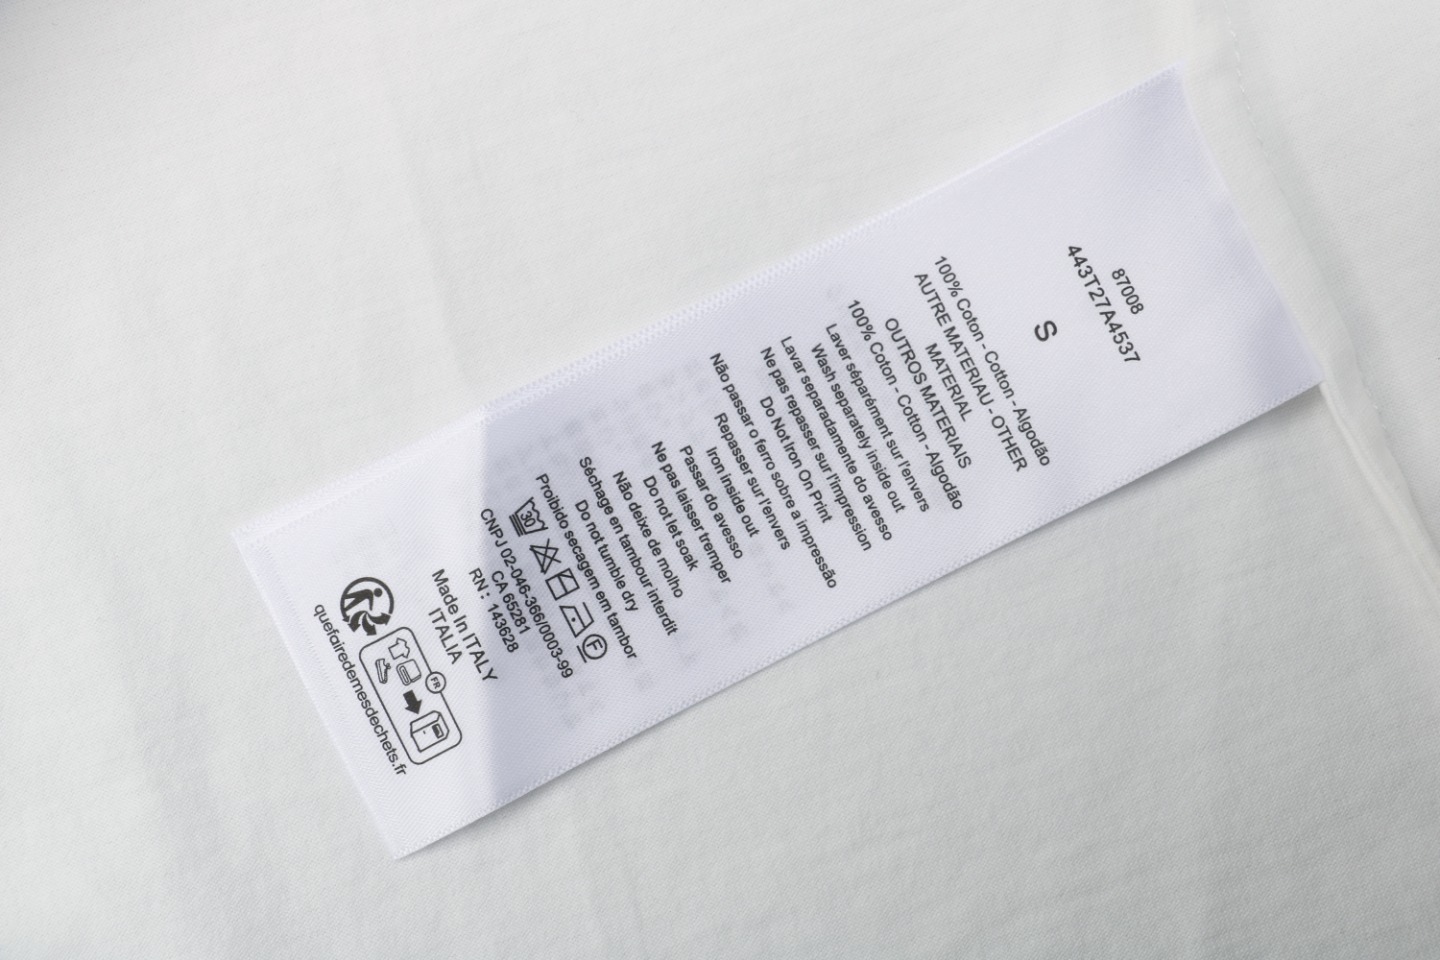 87008
443T27A4537
S
100% Coton - Cotton - Algodão
AUTRE MATERIAU - OTHER
MATERIAL
OUTROS MATERIAIS
100% Coton - Cotton - Algodão
Laver séparément sur l'envers
Wash separately inside out
Lavar separadamente do avesso
Ne pas repasser sur l'impression
Do Not Iron On Print
Não passar o ferro sobre a impressão
Repasser sur l'envers
Iron inside out
Passar do avesso
Ne pas laisser tremper
Do not let soak
Não deixe de molho
Séchage en tambour interdit
Do not tumble dry
Proibido secagem em tambor
30 F
CNPJ 02-046-366/0003-99
CA 65281
RN : 143628
Made In ITALY
ITALIA
FR
quefairedemesdechets.fr